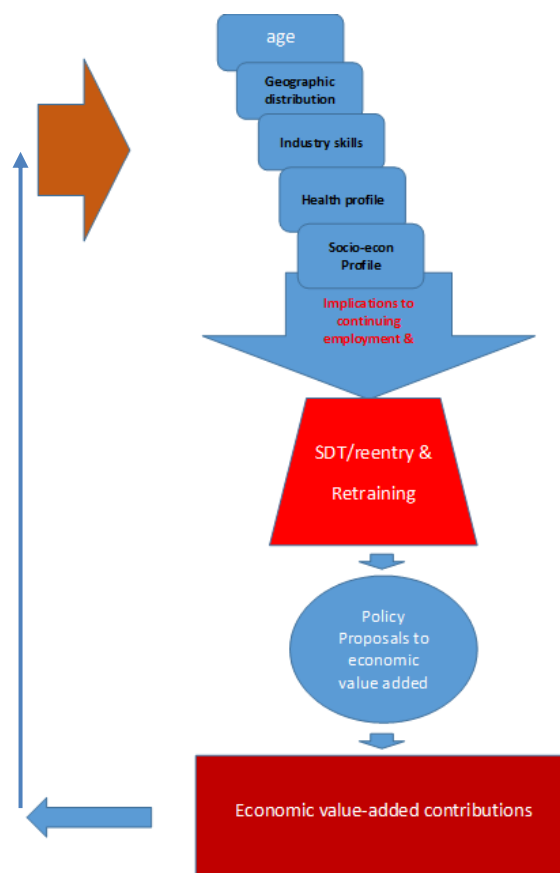 age
Geographic
distribution
Industry skills
Health profile
Socio-econ
Profile
Implications to
continuing
employment &
SDT/reentry &
Retraining
Policy
Proposals to
economic
value added
Economic value-added contributions